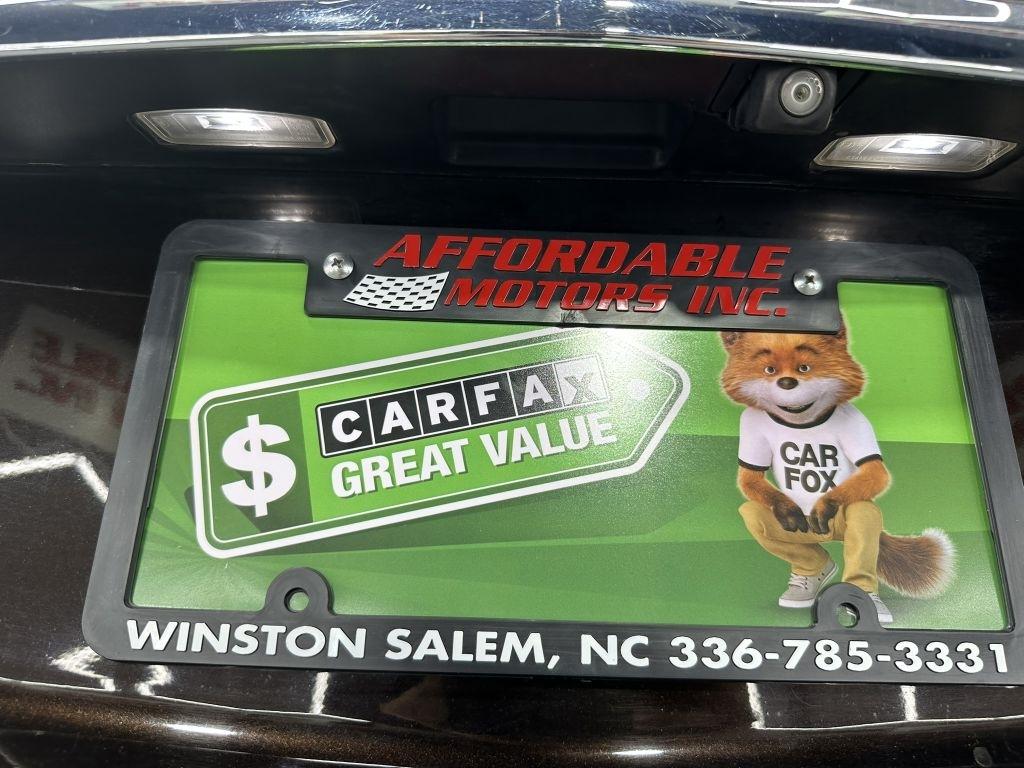 AFFORDABLE
MOTORS INC.
$
CARFAX
GREAT VALUE
CAR
FOX
WINSTON SALEM, NC 336-785-3331